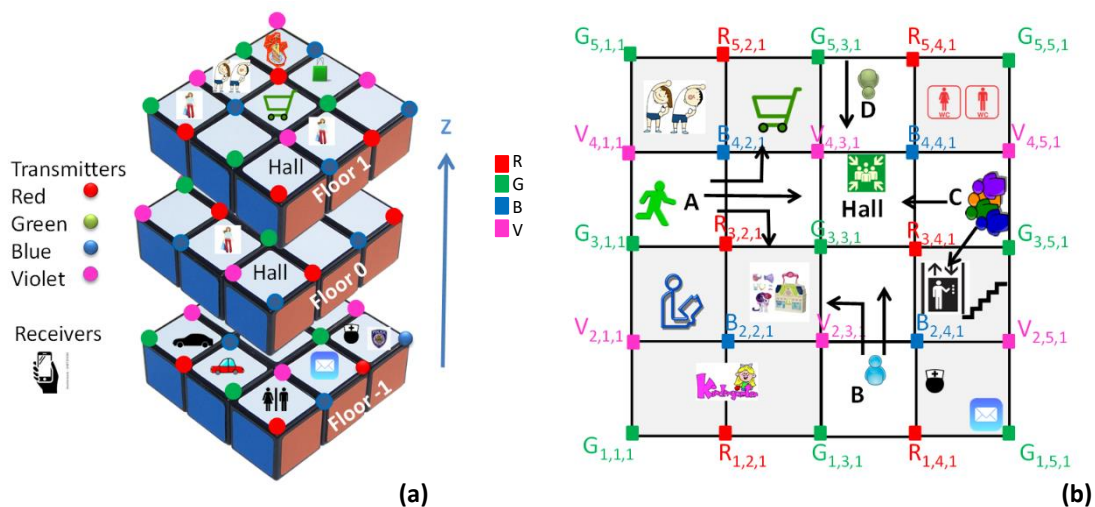 Transmitters
Red
Green
Blue
Violet
Receivers
Hall
Floor 1
Hall
Floor 0
Floor -1
Z
(a)
R
G
B
V
G5,1,1 R5,2,1 G5,3,1 R5,4,1 G5,5,1
D
WC WC
V4,1,1 B4,2,1 V4,3,1 B4,4,1 V4,5,1
A Hall C
G3,1,1 R3,2,1 G3,3,1 R3,4,1 G3,5,1
V2,1,1 B2,2,1 V2,3,1 B2,4,1 V2,5,1
Kindergarten
B
G1,1,1 R1,2,1 G1,3,1 R1,4,1 G1,5,1
(b)